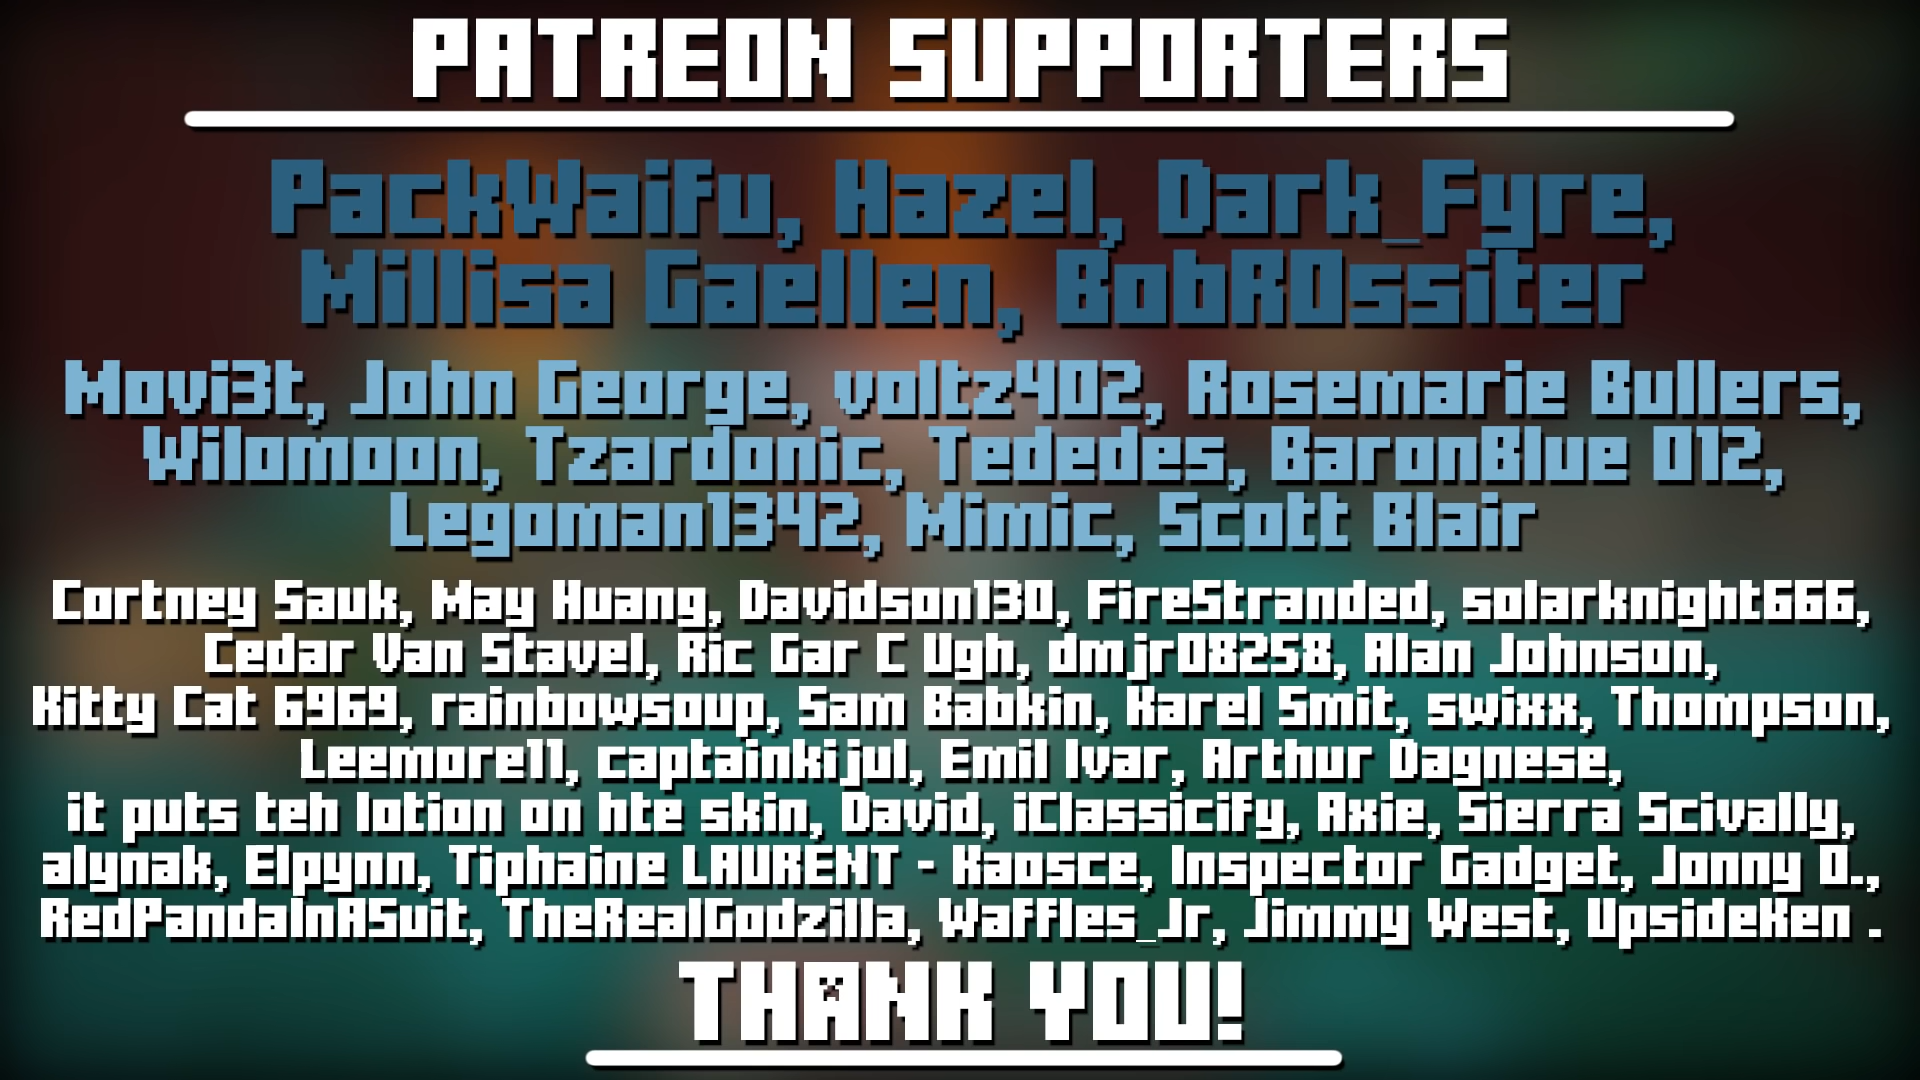 PATREON SUPPORTERS
PackWaifu, Hazel, Dark_Fyre,
Millisa Gaellen, BobR0ssiter
Movi3t, John George, voltz402, Rosemarie Bullers,
Wilomoon, Tzardonic, Tededes, BaronBlue 012,
Legoman1342, Mimic, Scott Blair
Cortney Sauk, May Huang, Davidson130, FireStranded, solarknight666,
Cedar Van Stavel, Ric Gar C Ugh, dmjr08258, Alan Johnson,
Kitty Cat 6969, rainbowsoup, Sam Babkin, Karel Smit, swixx, Thompson,
Leemore11, captainkijul, Emil Ivar, Arthur Dagnese,
it puts teh lotion on hte skin, David, iClassicify, Axie, Sierra Scivally,
alynak, Elpynn, Tiphaine LAURENT - Kaosce, Inspector Gadget, Jonny O.,
RedPandaInASuit, TheRealGodzilla, Waffles_Jr, Jimmy West, UpsideKen .
THANK YOU!